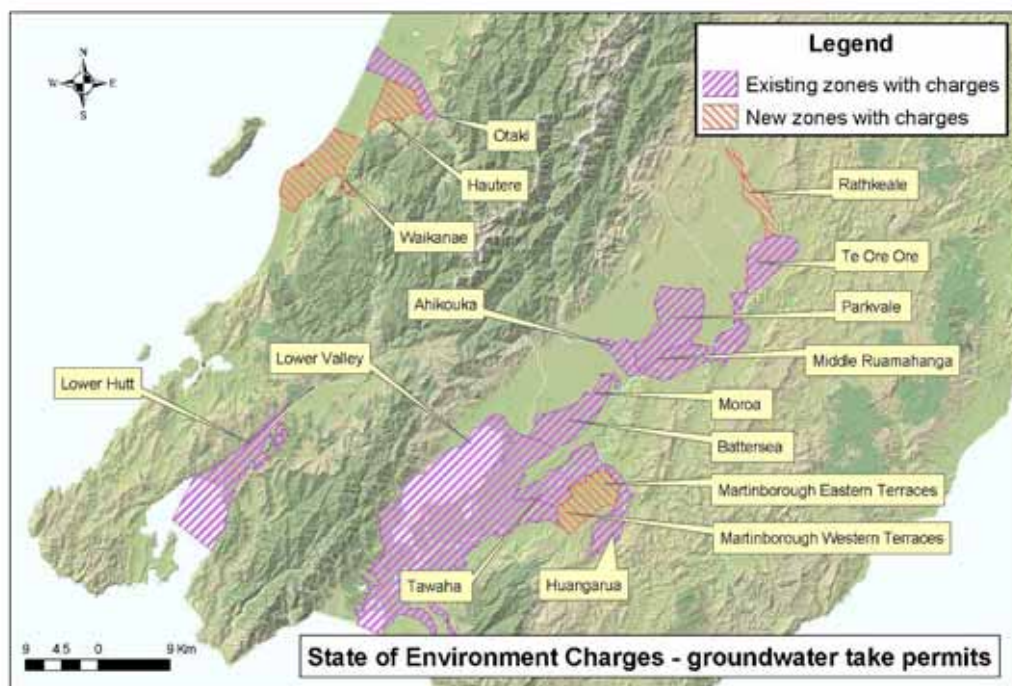 N
W E
S
Legend
Existing zones with charges
New zones with charges
Otaki
Hautere
Rathkeale
Waikanae
Te Ore Ore
Ahikouka
Parkvale
Lower Valley
Middle Ruamahanga
Lower Hutt
Moroa
Battersea
Martinborough Eastern Terraces
Martinborough Western Terraces
Tawaha
Huangarua
9 4.5 0 9 Km
State of Environment Charges - groundwater take permits